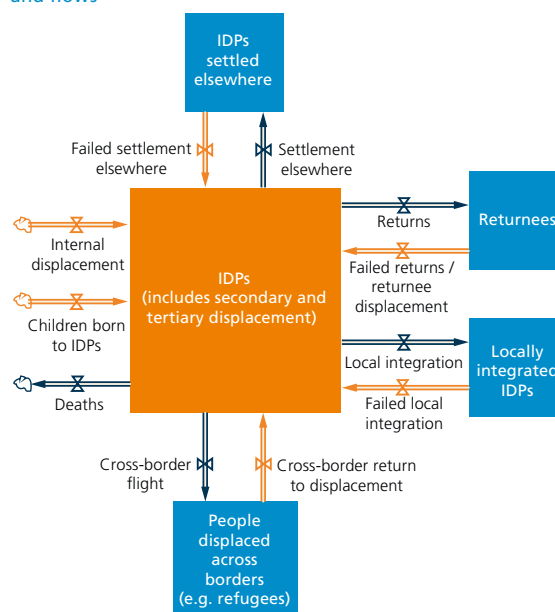 and flows
IDPs
settled
elsewhere
Failed settlement
elsewhere
Settlement
elsewhere
Internal
displacement
Children born
to IDPs
Deaths
IDPs
(includes secondary and
tertiary displacement)
Returns
Returnees
Failed returns /
returnee
displacement
Local integration
Locally
integrated
IDPs
Failed local
integration
Cross-border
flight
Cross-border return
to displacement
People
displaced
across
borders
(e.g. refugees)